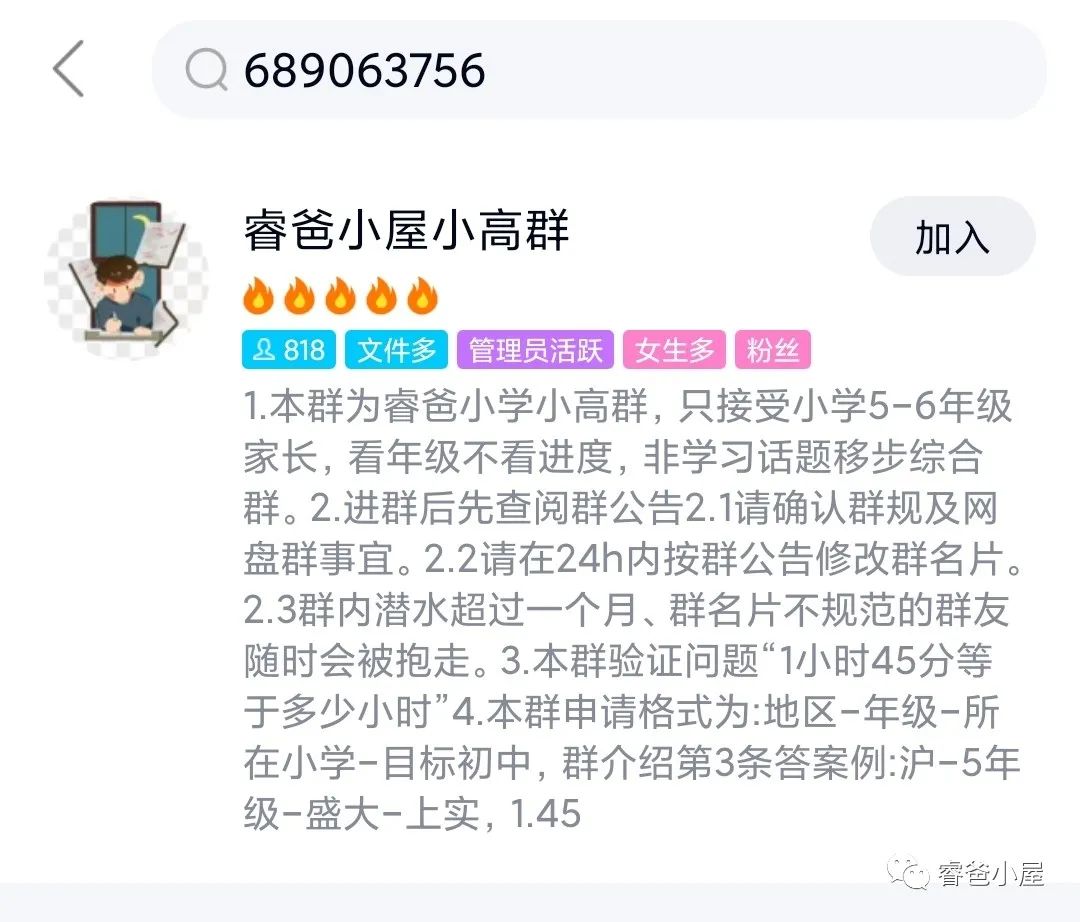 689063756
睿爸小屋小高群
加入
818 文件多 管理员活跃 女生多 粉丝
1.本群为睿爸小学小高群，只接受小学5-6年级
家长，看年级不看进度，非学习话题移步综合
群。2.进群后先查阅群公告2.1请确认群规及网
盘群事宜。2.2请在24h内按群公告修改群名片。
2.3群内潜水超过一个月、群名片不规范的群友
随时会被抱走。3.本群验证问题“1小时45分等
于多少小时”4.本群申请格式为:地区-年级-所
在小学-目标初中，群介绍第3条答案例:沪-5年
级-盛大-上实，1.45
睿爸小屋